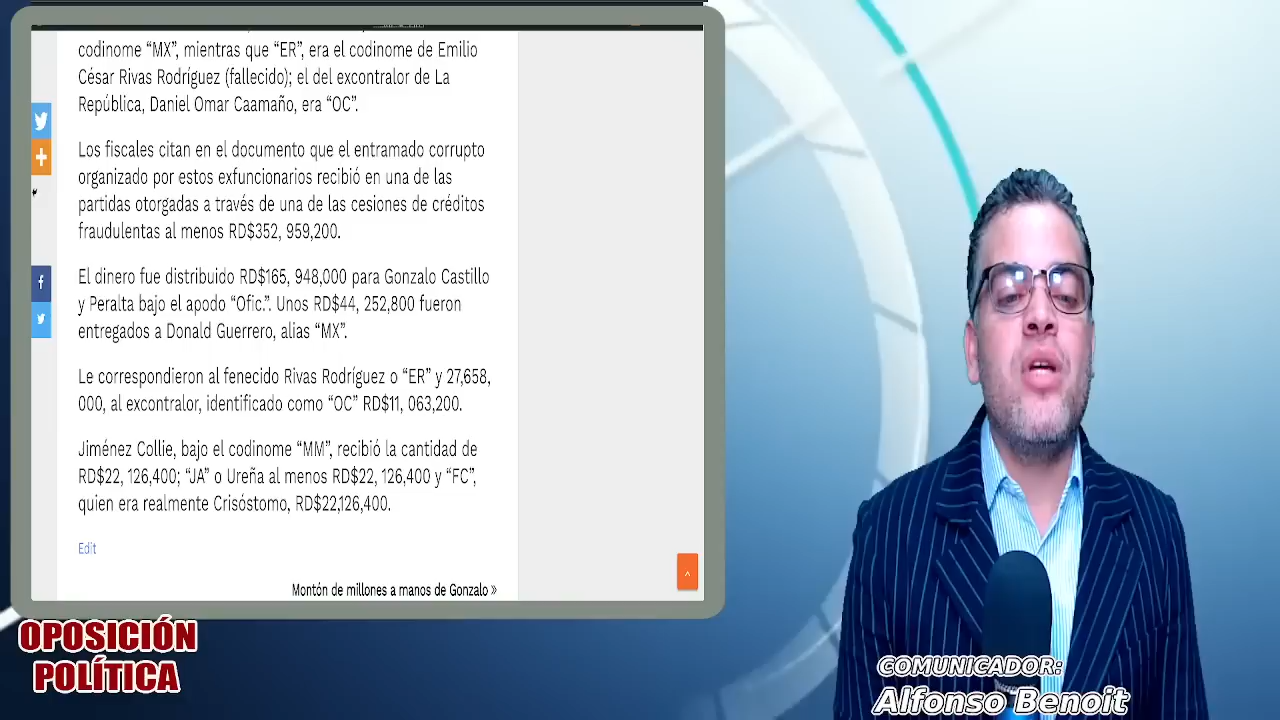 codinome “MX”, mientras que “ER”, era el codinome de Emilio
César Rivas Rodríguez (fallecido); el del excontralor de La
República, Daniel Omar Caamaño, era “OC”.
Los fiscales citan en el documento que el entramado corrupto
organizado por estos exfuncionarios recibió en una de las
partidas otorgadas a través de una de las cesiones de créditos
fraudulentas al menos RD$352, 959,200.
El dinero fue distribuido RD$165, 948,000 para Gonzalo Castillo
y Peralta bajo el apodo “Ofic.”. Unos RD$44, 252,800 fueron
entregados a Donald Guerrero, alias “MX”.
Le correspondieron al fenecido Rivas Rodríguez o “ER” y 27,658,
000, al excontralor, identificado como “OC” RD$11, 063,200.
Jiménez Collie, bajo el codinome “MM”, recibió la cantidad de
RD$22, 126,400; “JA” o Ureña al menos RD$22, 126,400 y “FC”,
quien era realmente Crisóstomo, RD$22,126,400.
Edit
Montón de millones a manos de Gonzalo »
OPOSICIÓN
POLÍTICA
COMUNICADOR:
Alfonso Benoit